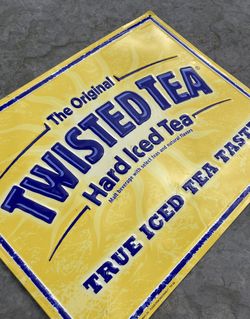 The Original
TWISTED TEA
Hard Iced Tea
Malt beverage with select teas and natural flavors
TRUE ICED TEA TAST